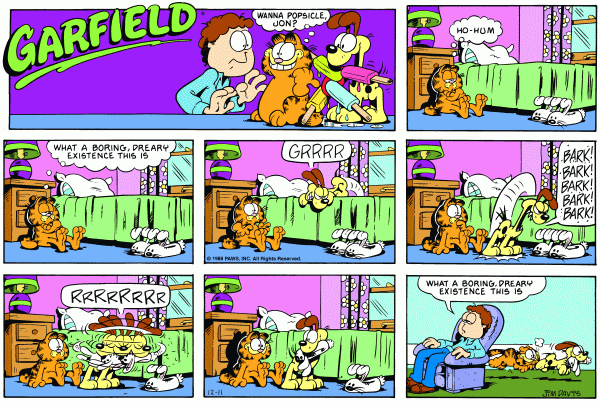 GARFIELD
WANNA POPSICLE,
JON?
HO-HUM
WHAT A BORING, DREARY
EXISTENCE THIS IS
GRRRR
© 1988 PAWS, INC. All Rights Reserved.
BARK!
BARK!
BARK!
BARK!
BARK!
RRRRRRRR
12-11
WHAT A BORING, DREARY
EXISTENCE THIS IS
JIM DAVIS